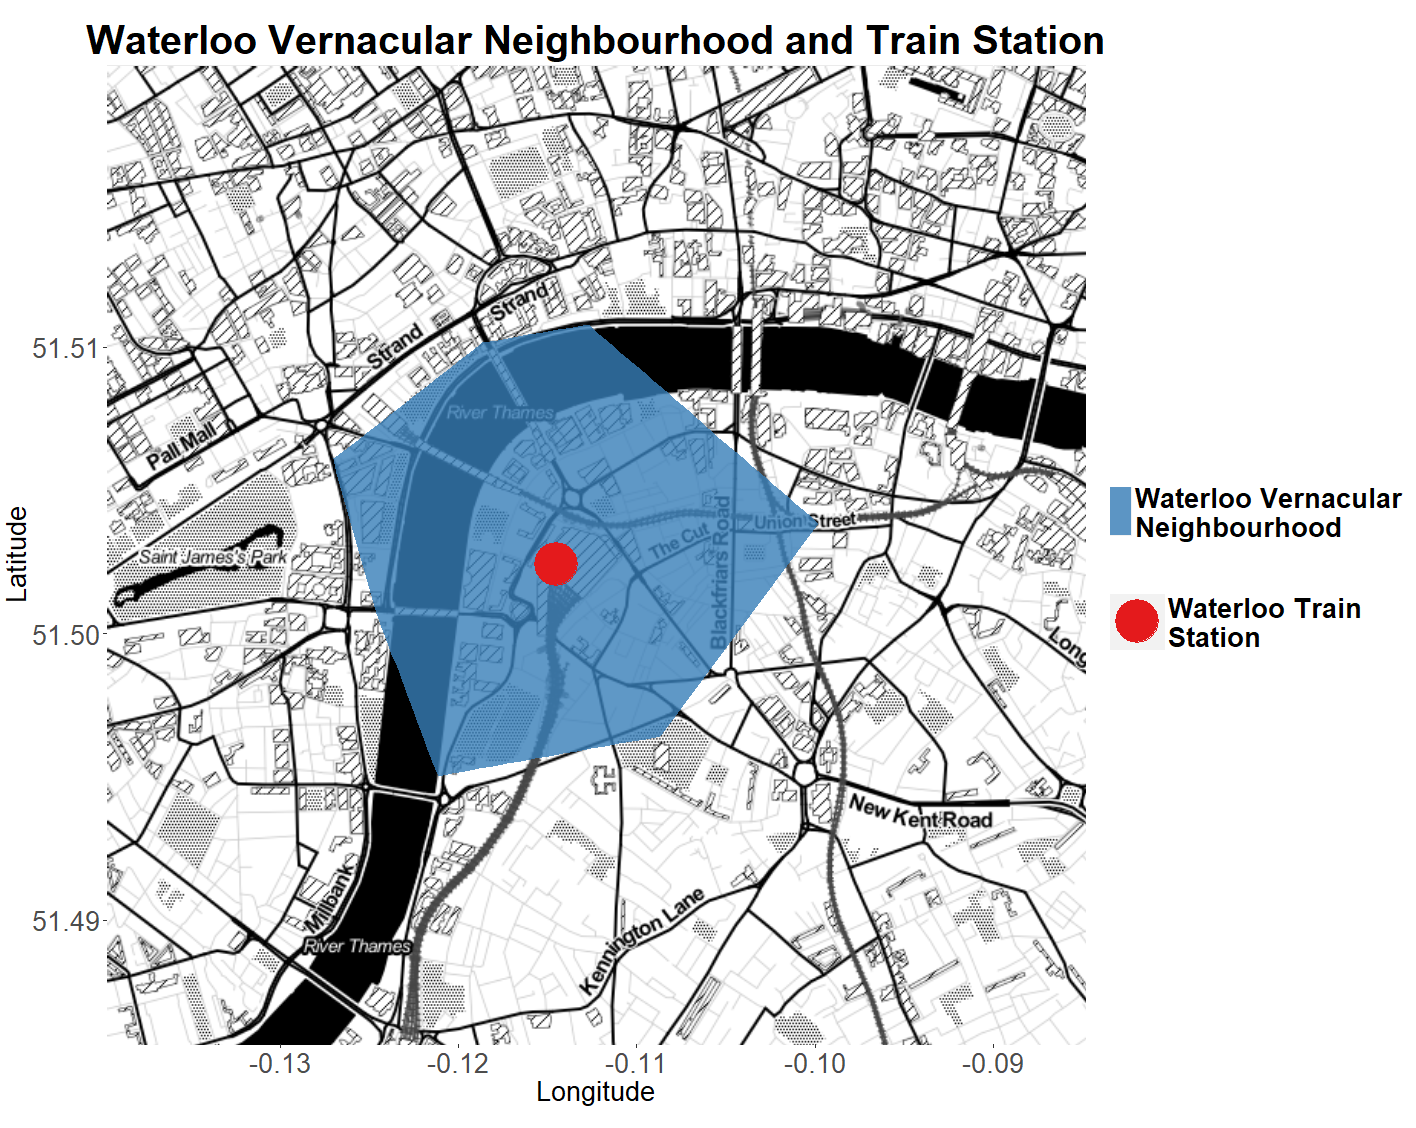 Waterloo Vernacular Neighbourhood and Train Station
Strand
Strand
51.51
River Thames
Pall Mall
Waterloo Vernacular
Neighbourhood
Union Street
The Cut
Blackfriars Road
Saint James's Park
Latitude
Waterloo Train
Station
51.50
Long
New Kent Road
Millbank
51.49
River Thames
Kennington Lane
-0.13
-0.12
-0.11
-0.10
-0.09
Longitude